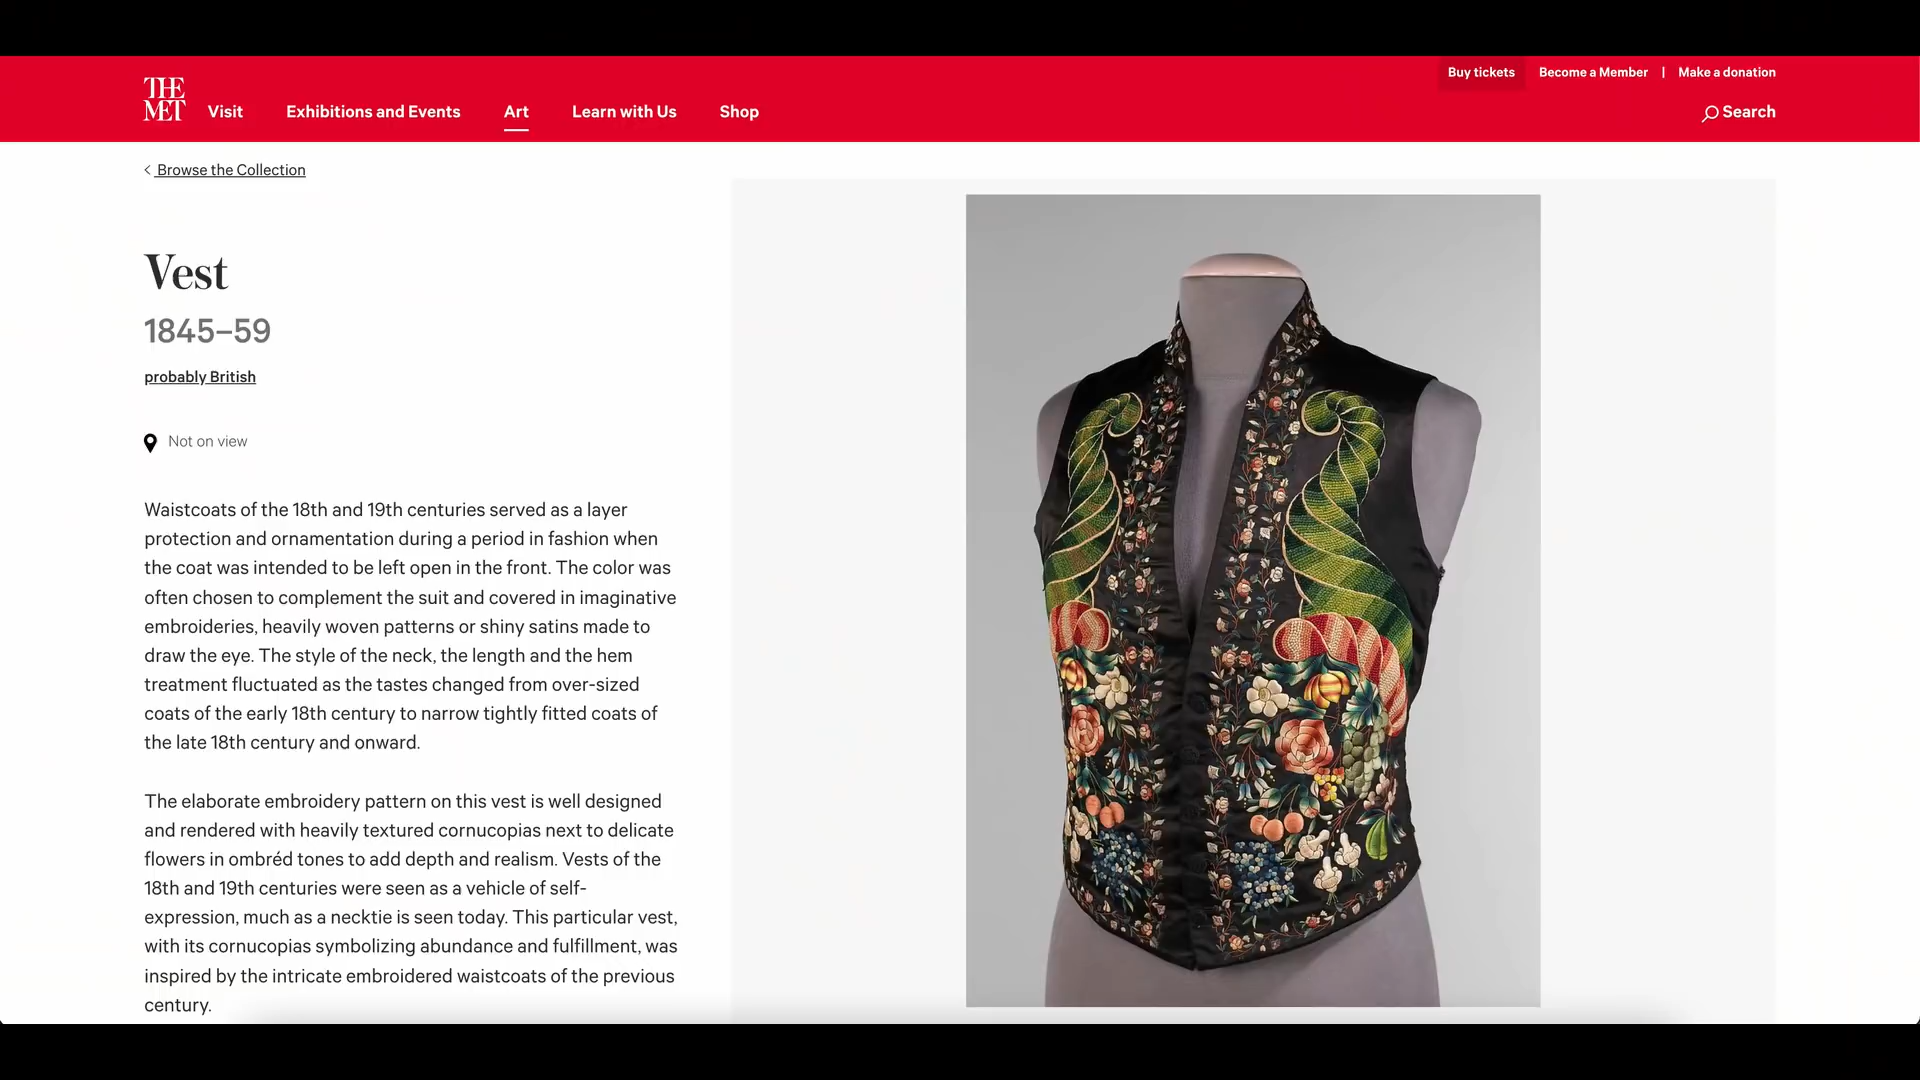 Buy tickets Become a Member | Make a donation
THE
MET
Visit Exhibitions and Events Art Learn with Us Shop Search
Browse the Collection
Vest
1845–59
probably British
Not on view
Waistcoats of the 18th and 19th centuries served as a layer
protection and ornamentation during a period in fashion when
the coat was intended to be left open in the front. The color was
often chosen to complement the suit and covered in imaginative
embroideries, heavily woven patterns or shiny satins made to
draw the eye. The style of the neck, the length and the hem
treatment fluctuated as the tastes changed from over-sized
coats of the early 18th century to narrow tightly fitted coats of
the late 18th century and onward.
The elaborate embroidery pattern on this vest is well designed
and rendered with heavily textured cornucopias next to delicate
flowers in ombréd tones to add depth and realism. Vests of the
18th and 19th centuries were seen as a vehicle of self-
expression, much as a necktie is seen today. This particular vest,
with its cornucopias symbolizing abundance and fulfillment, was
inspired by the intricate embroidered waistcoats of the previous
century.